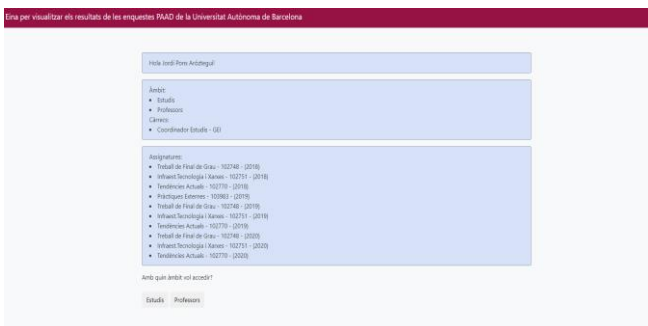 Eina per visualitzar els resultats de les enquestes PAAD de la Universitat Autònoma de Barcelona
Hola Jordi Pons Aróztegui
Àmbit:
• Estudis
• Professors
Càrrecs:
• Coordinador Estudis - GEI
Assignatures:
• Treball de Final de Grau - 102748 - (2018)
• Infraest.Tecnologia i Xarxes - 102751 - (2018)
• Tendències Actuals - 102770 - (2018)
• Pràctiques Externes - 100983 - (2019)
• Treball de Final de Grau - 102748 - (2019)
• Infraest.Tecnologia i Xarxes - 102751 - (2019)
• Tendències Actuals - 102770 - (2019)
• Treball de Final de Grau - 102748 - (2020)
• Infraest.Tecnologia i Xarxes - 102751 - (2020)
• Tendències Actuals - 102770 - (2020)
Amb quin àmbit vol accedir?
Estudis Professors